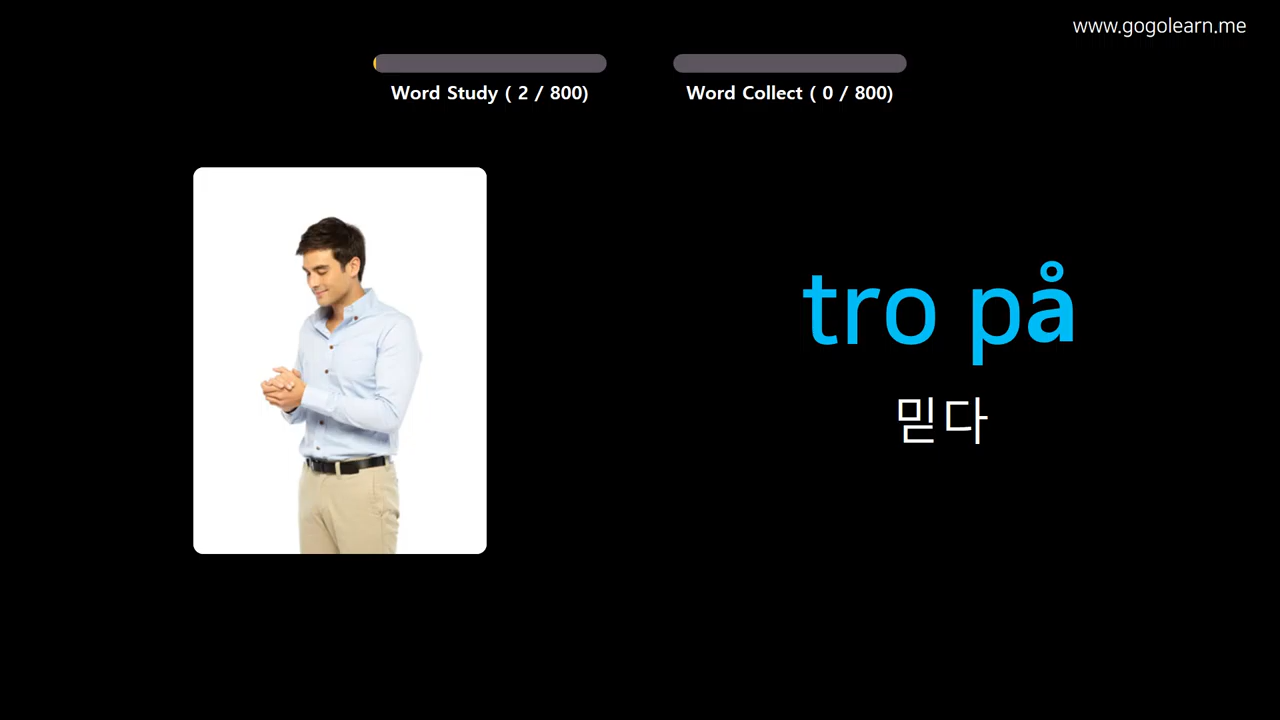 www.gogolearn.me
Word Study ( 2 / 800)
Word Collect ( 0 / 800)
tro på
믿다